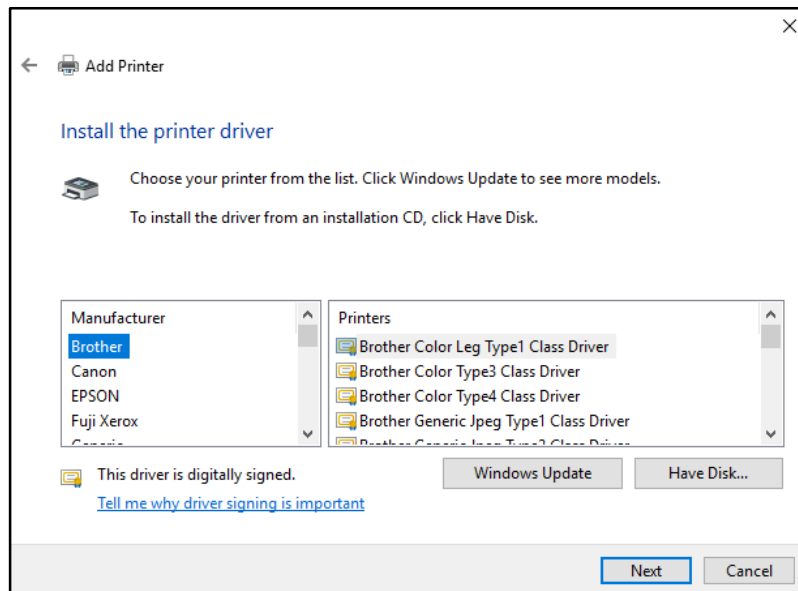 Add Printer
Install the printer driver
Choose your printer from the list. Click Windows Update to see more models.
To install the driver from an installation CD, click Have Disk.
Manufacturer
Brother
Canon
EPSON
Fuji Xerox
Printers
Brother Color Leg Type1 Class Driver
Brother Color Type3 Class Driver
Brother Color Type4 Class Driver
Brother Generic Jpeg Type1 Class Driver
This driver is digitally signed.
Tell me why driver signing is important
Windows Update
Have Disk...
Next
Cancel